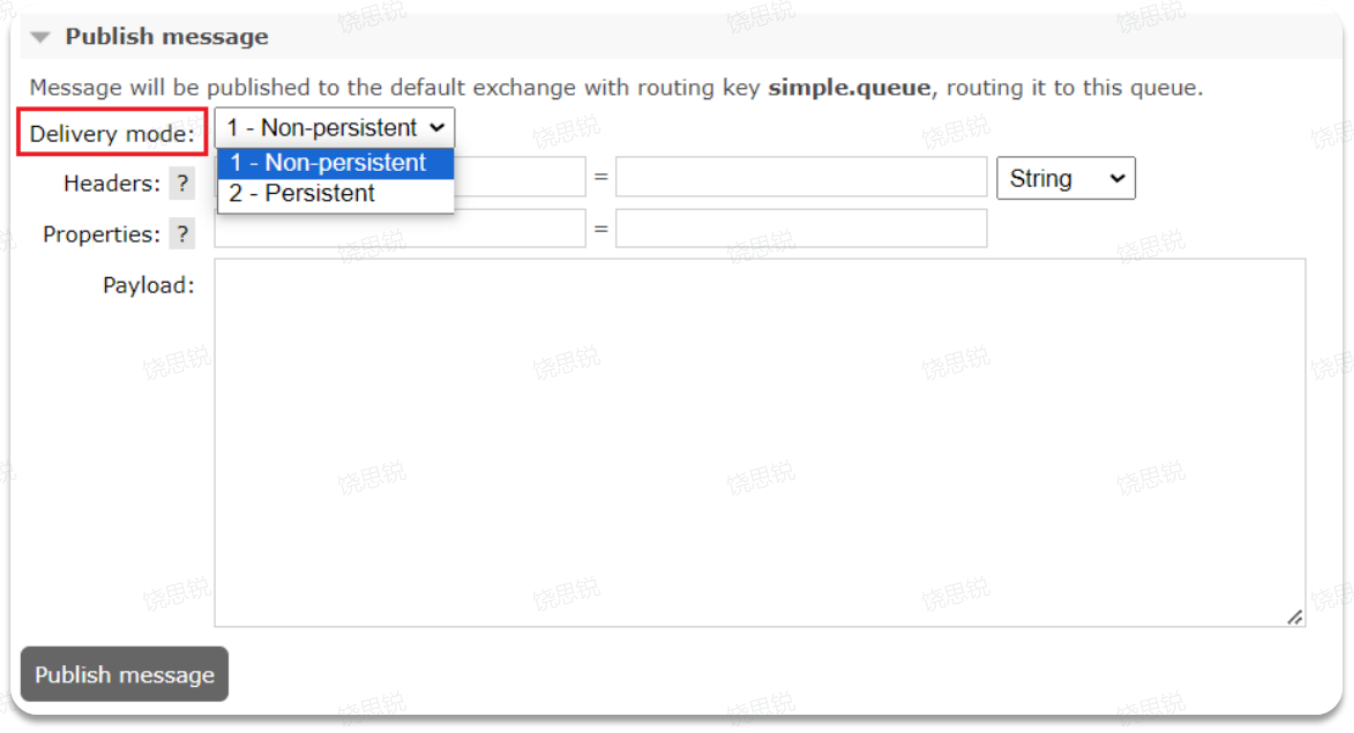 Publish message
Message will be published to the default exchange with routing key simple.queue, routing it to this queue.
Delivery mode: 1 - Non-persistent
1 - Non-persistent
2 - Persistent
Headers: ? = String
Properties: ? =
Payload:
Publish message
饶思锐